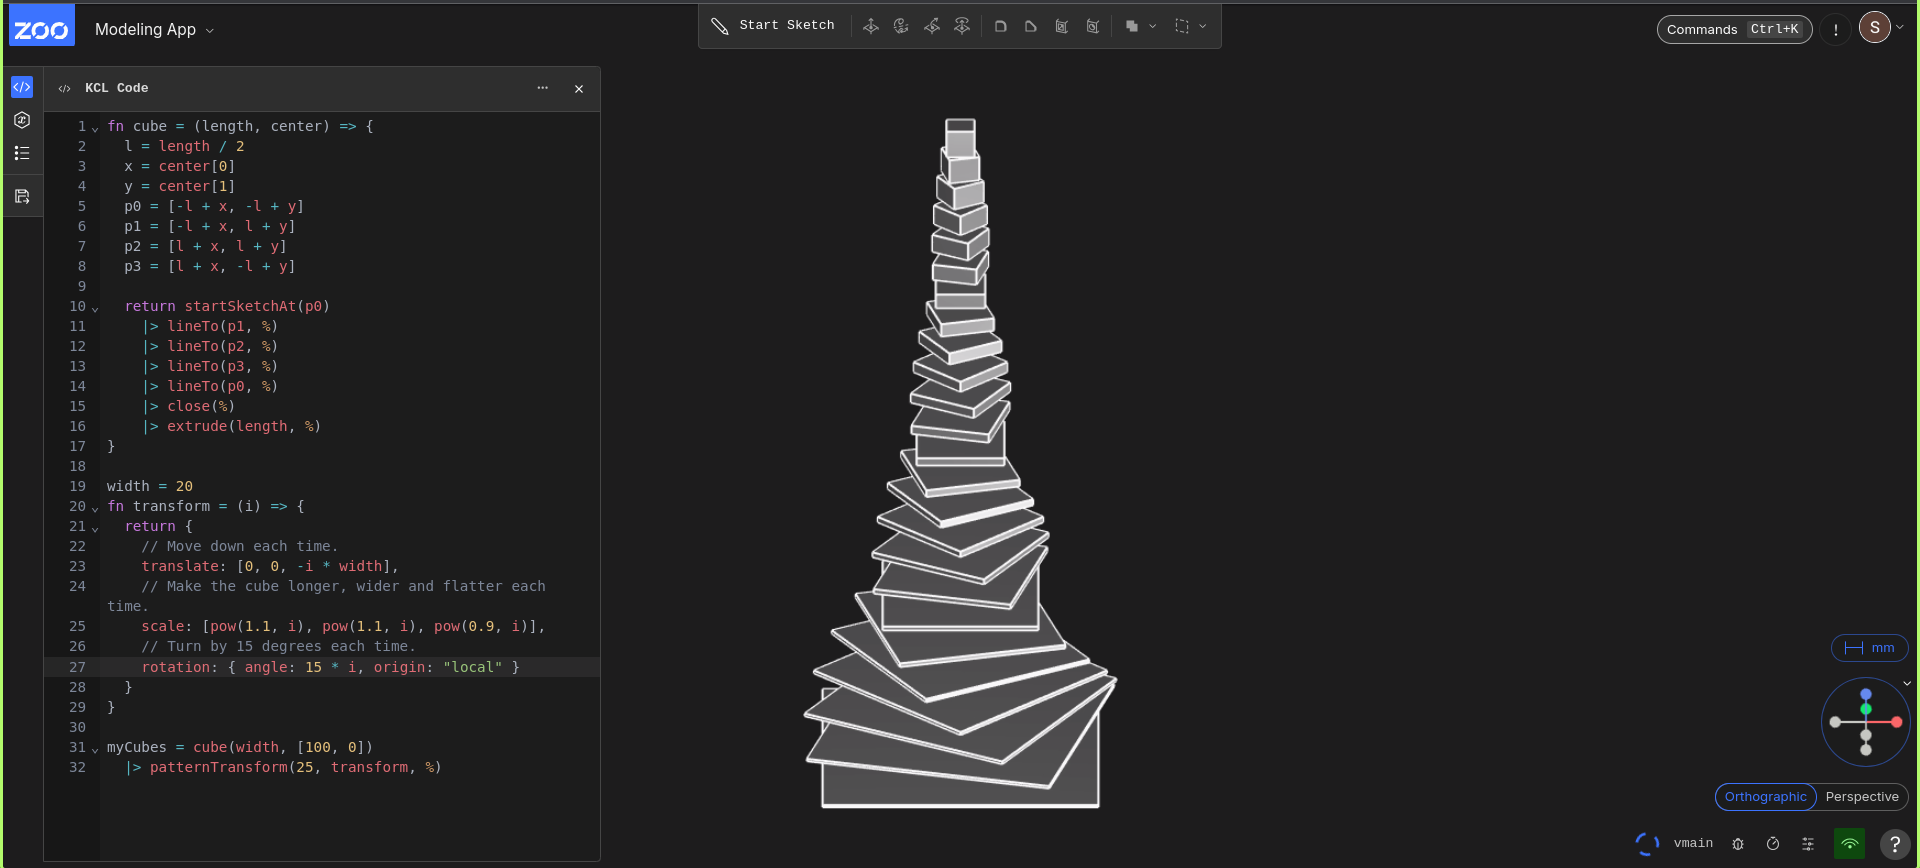 ZOO
Modeling App
Start Sketch
Commands Ctrl+K
!
S
KCL Code
1 fn cube = (length, center) => {
2 l = length / 2
3 x = center[0]
4 y = center[1]
5 p0 = [-l + x, -l + y]
6 p1 = [-l + x, l + y]
7 p2 = [l + x, l + y]
8 p3 = [l + x, -l + y]
9
10 return startSketchAt(p0)
11 |> lineTo(p1, %)
12 |> lineTo(p2, %)
13 |> lineTo(p3, %)
14 |> lineTo(p0, %)
15 |> close(%)
16 |> extrude(length, %)
17 }
18
19 width = 20
20 fn transform = (i) => {
21 return {
22 // Move down each time.
23 translate: [0, 0, -i * width],
24 // Make the cube longer, wider and flatter each
time.
25 scale: [pow(1.1, i), pow(1.1, i), pow(0.9, i)],
26 // Turn by 15 degrees each time.
27 rotation: { angle: 15 * i, origin: "local" }
28 }
29 }
30
31 myCubes = cube(width, [100, 0])
32 |> patternTransform(25, transform, %)
mm
Orthographic Perspective
vmain
?